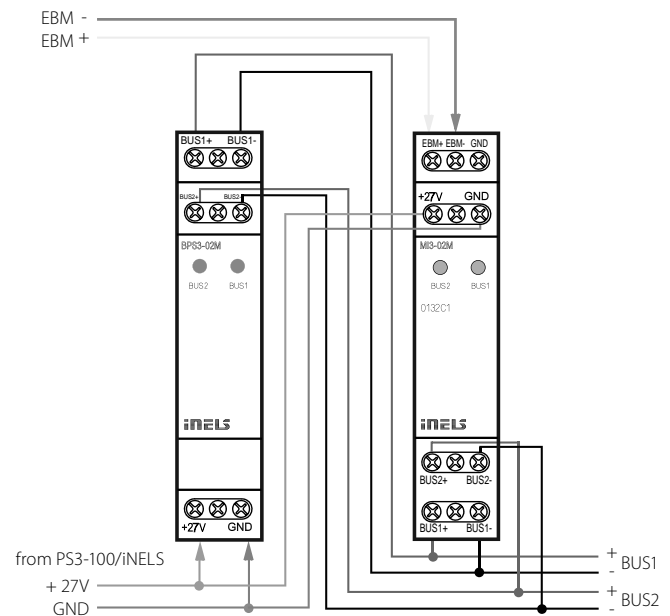 EBM -
EBM +
BUS1+ BUS1-
BUS2+ BUS2-
BPS3-02M
BUS2 BUS1
iNELS
+27V GND
EBM+ EBM- GND
+27V GND
MI3-02M
BUS2 BUS1
0132C1
iNELS
BUS2+ BUS2-
BUS1+ BUS1-
from PS3-100/iNELS
+ 27V
GND
+
- BUS1
+
- BUS2